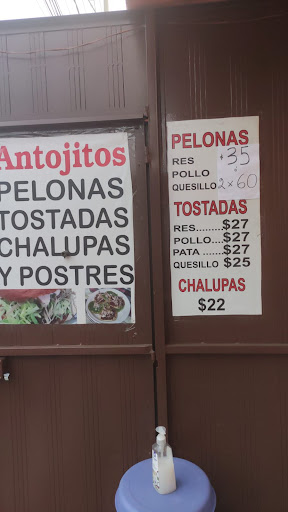 Antojitos
PELONAS
TOSTADAS
CHALUPAS
Y POSTRES
PELONAS
RES $35
POLLO
QUESILLO 2x60
TOSTADAS
RES.........$27
POLLO....$27
PATA ......$27
QUESILLO $25
CHALUPAS
$22